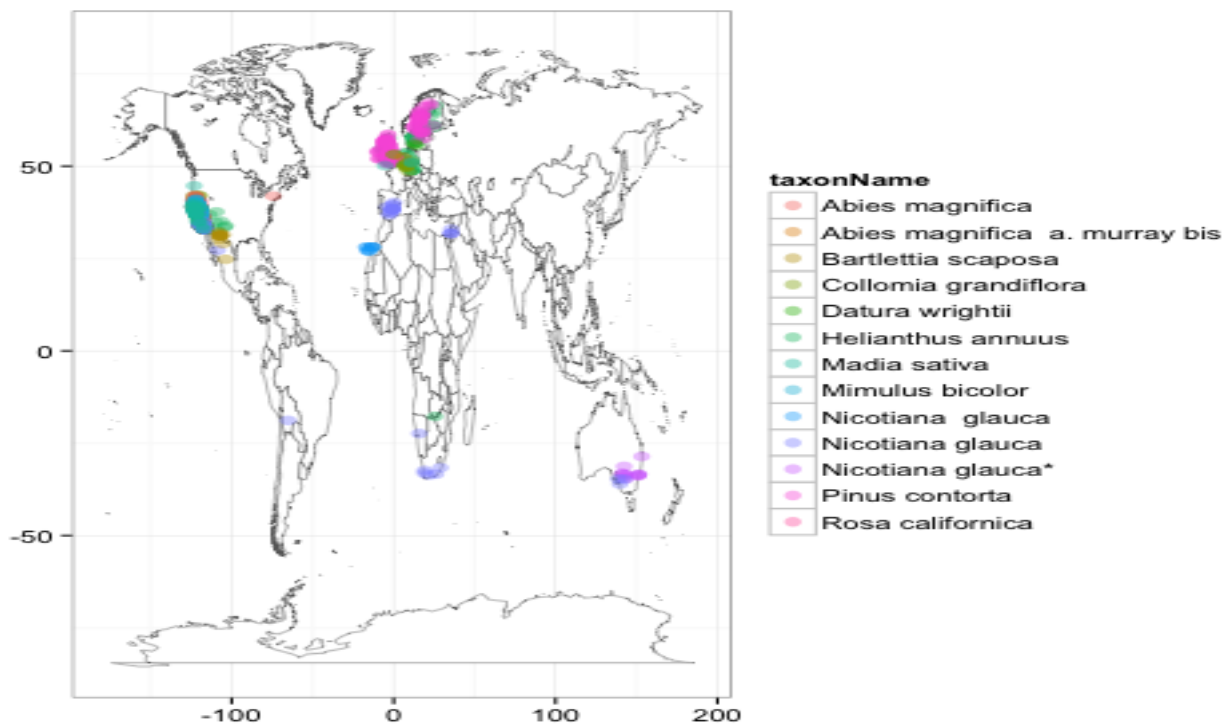 50
0
-50
-100 0 100 200
taxonName
Abies magnifica
Abies magnifica a. murray bis
Bartlettia scaposa
Collomia grandiflora
Datura wrightii
Helianthus annuus
Madia sativa
Mimulus bicolor
Nicotiana  glauca
Nicotiana glauca
Nicotiana glauca*
Pinus contorta
Rosa californica